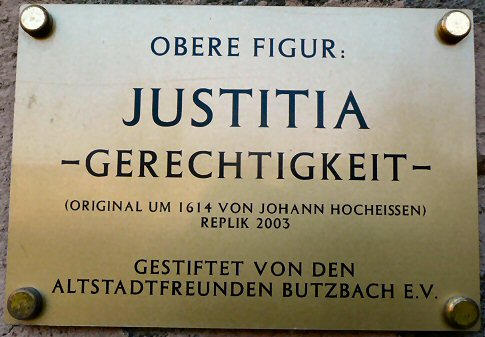 OBERE FIGUR:
JUSTITIA
-GERECHTIGKEIT-
(ORIGINAL UM 1614 VON JOHANN HOCHEISSEN)
REPLIK 2003
GESTIFTET VON DEN
ALTSTADTFREUNDEN BUTZBACH E.V.